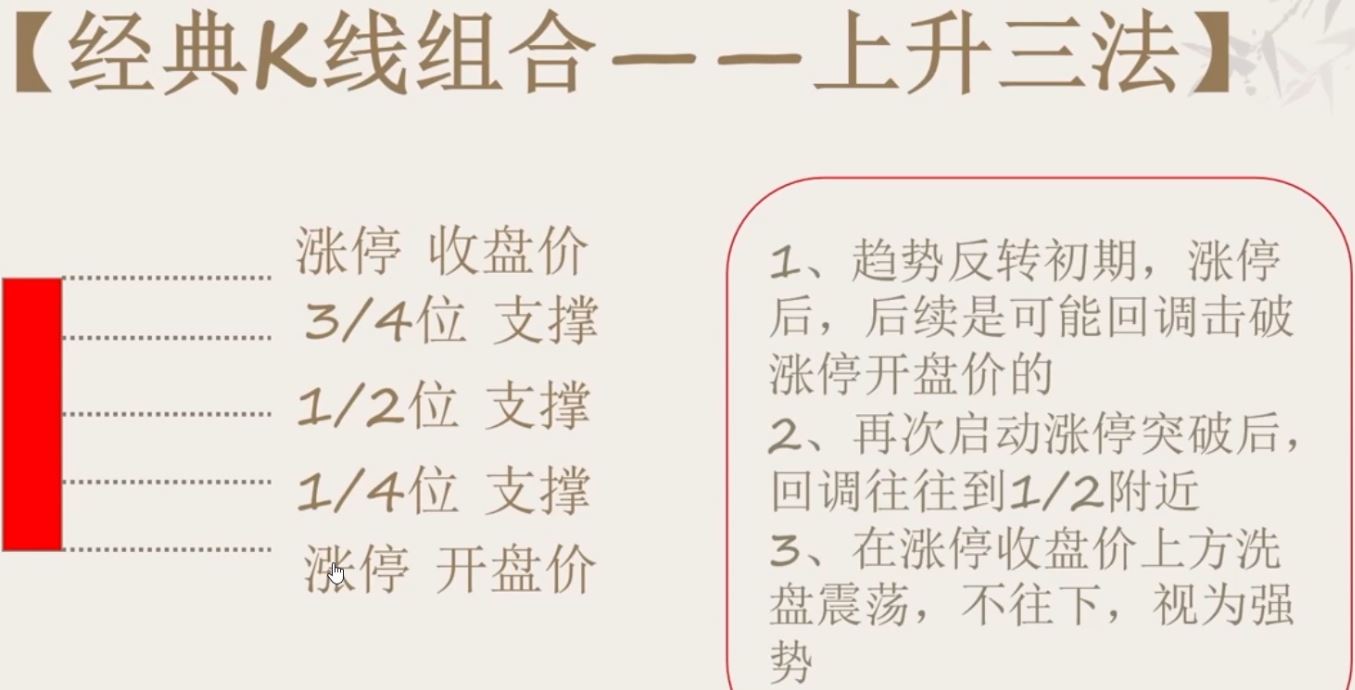 【经典K线组合——上升三法】
涨停 收盘价
3/4位 支撑
1/2位 支撑
1/4位 支撑
涨停 开盘价
1、趋势反转初期，涨停
后，后续是可能回调击破
涨停开盘价的
2、再次启动涨停突破后，
回调往往到1/2附近
3、在涨停收盘价上方洗
盘震荡，不往下，视为强
势